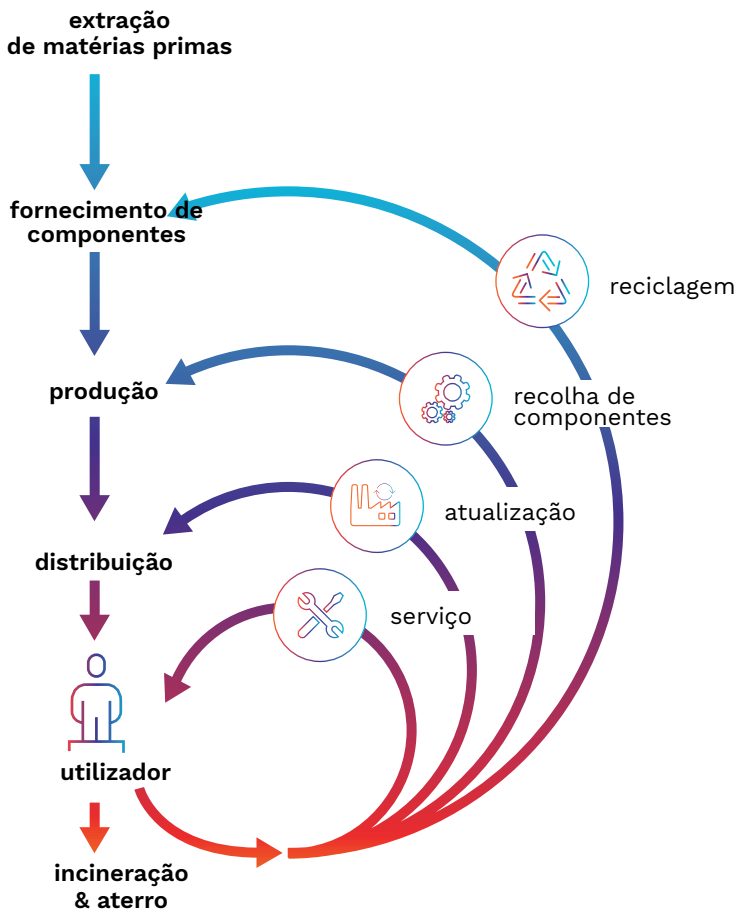 extração
de matérias primas
fornecimento de
componentes
reciclagem
produção
recolha de
componentes
atualização
distribuição
serviço
utilizador
incineração
& aterro